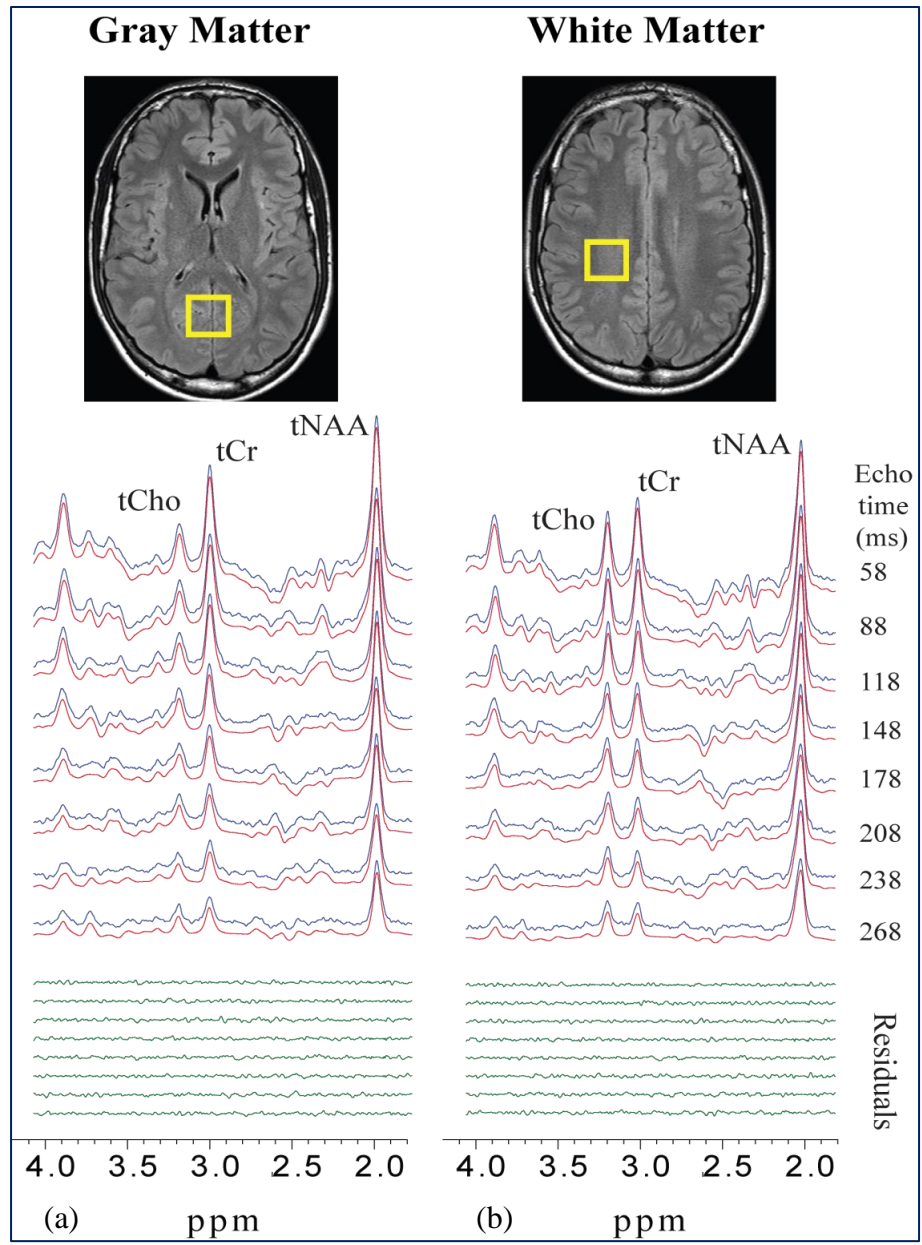 Gray Matter
White Matter
tNAA
tCr
tCho
tNAA
tCr
tCho
Echo
time
(ms)
58
88
118
148
178
208
238
268
Residuals
4.0 3.5 3.0 2.5 2.0
4.0 3.5 3.0 2.5 2.0
(a) ppm
(b) ppm